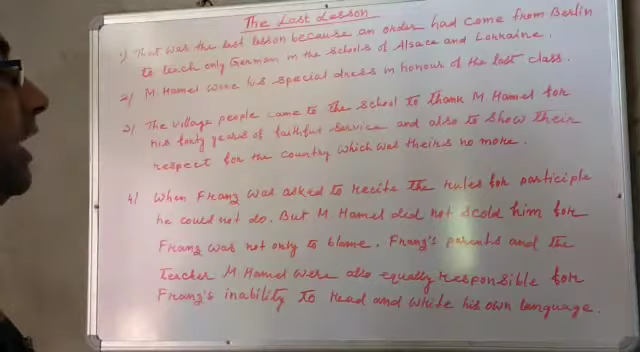 The Last Lesson
1) That was the last lesson because an order had come from Berlin
to teach only German in the schools of Alsace and Lorraine.
2) M. Hamel wore his special dress in honour of the last class.
3) The village people came to the school to thank M. Hamel for
his forty years of faithful service and also to show their
respect for the country which was theirs no more.
4) When Franz was asked to recite the rules for participle
he could not do. But M Hamel did not scold him for
Franz was not only to blame. Franz's parents and the
teacher M Hamel were also equally responsible for
Franz's inability to read and write his own language.